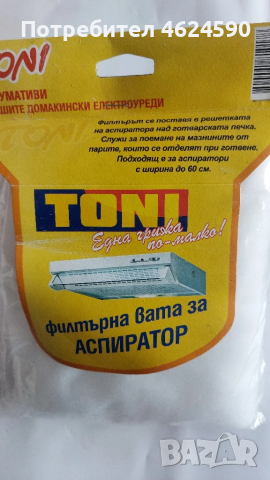 Потребител 4624590
ONI
УМАТИВИ
ШИТЕ ДОМАКИНСКИ ЕЛЕКТРОУРЕДИ
Филтърът се поставя в решетката
на аспиратора над готварската печка.
Служи за поемане на мазнините от
парите, които се отделят при готвене.
Подходящ е за аспиратори
с ширина до 60 см.
TONI
Една грижа
по-малко!
филтърна вата за
АСПИРАТОР
bazar